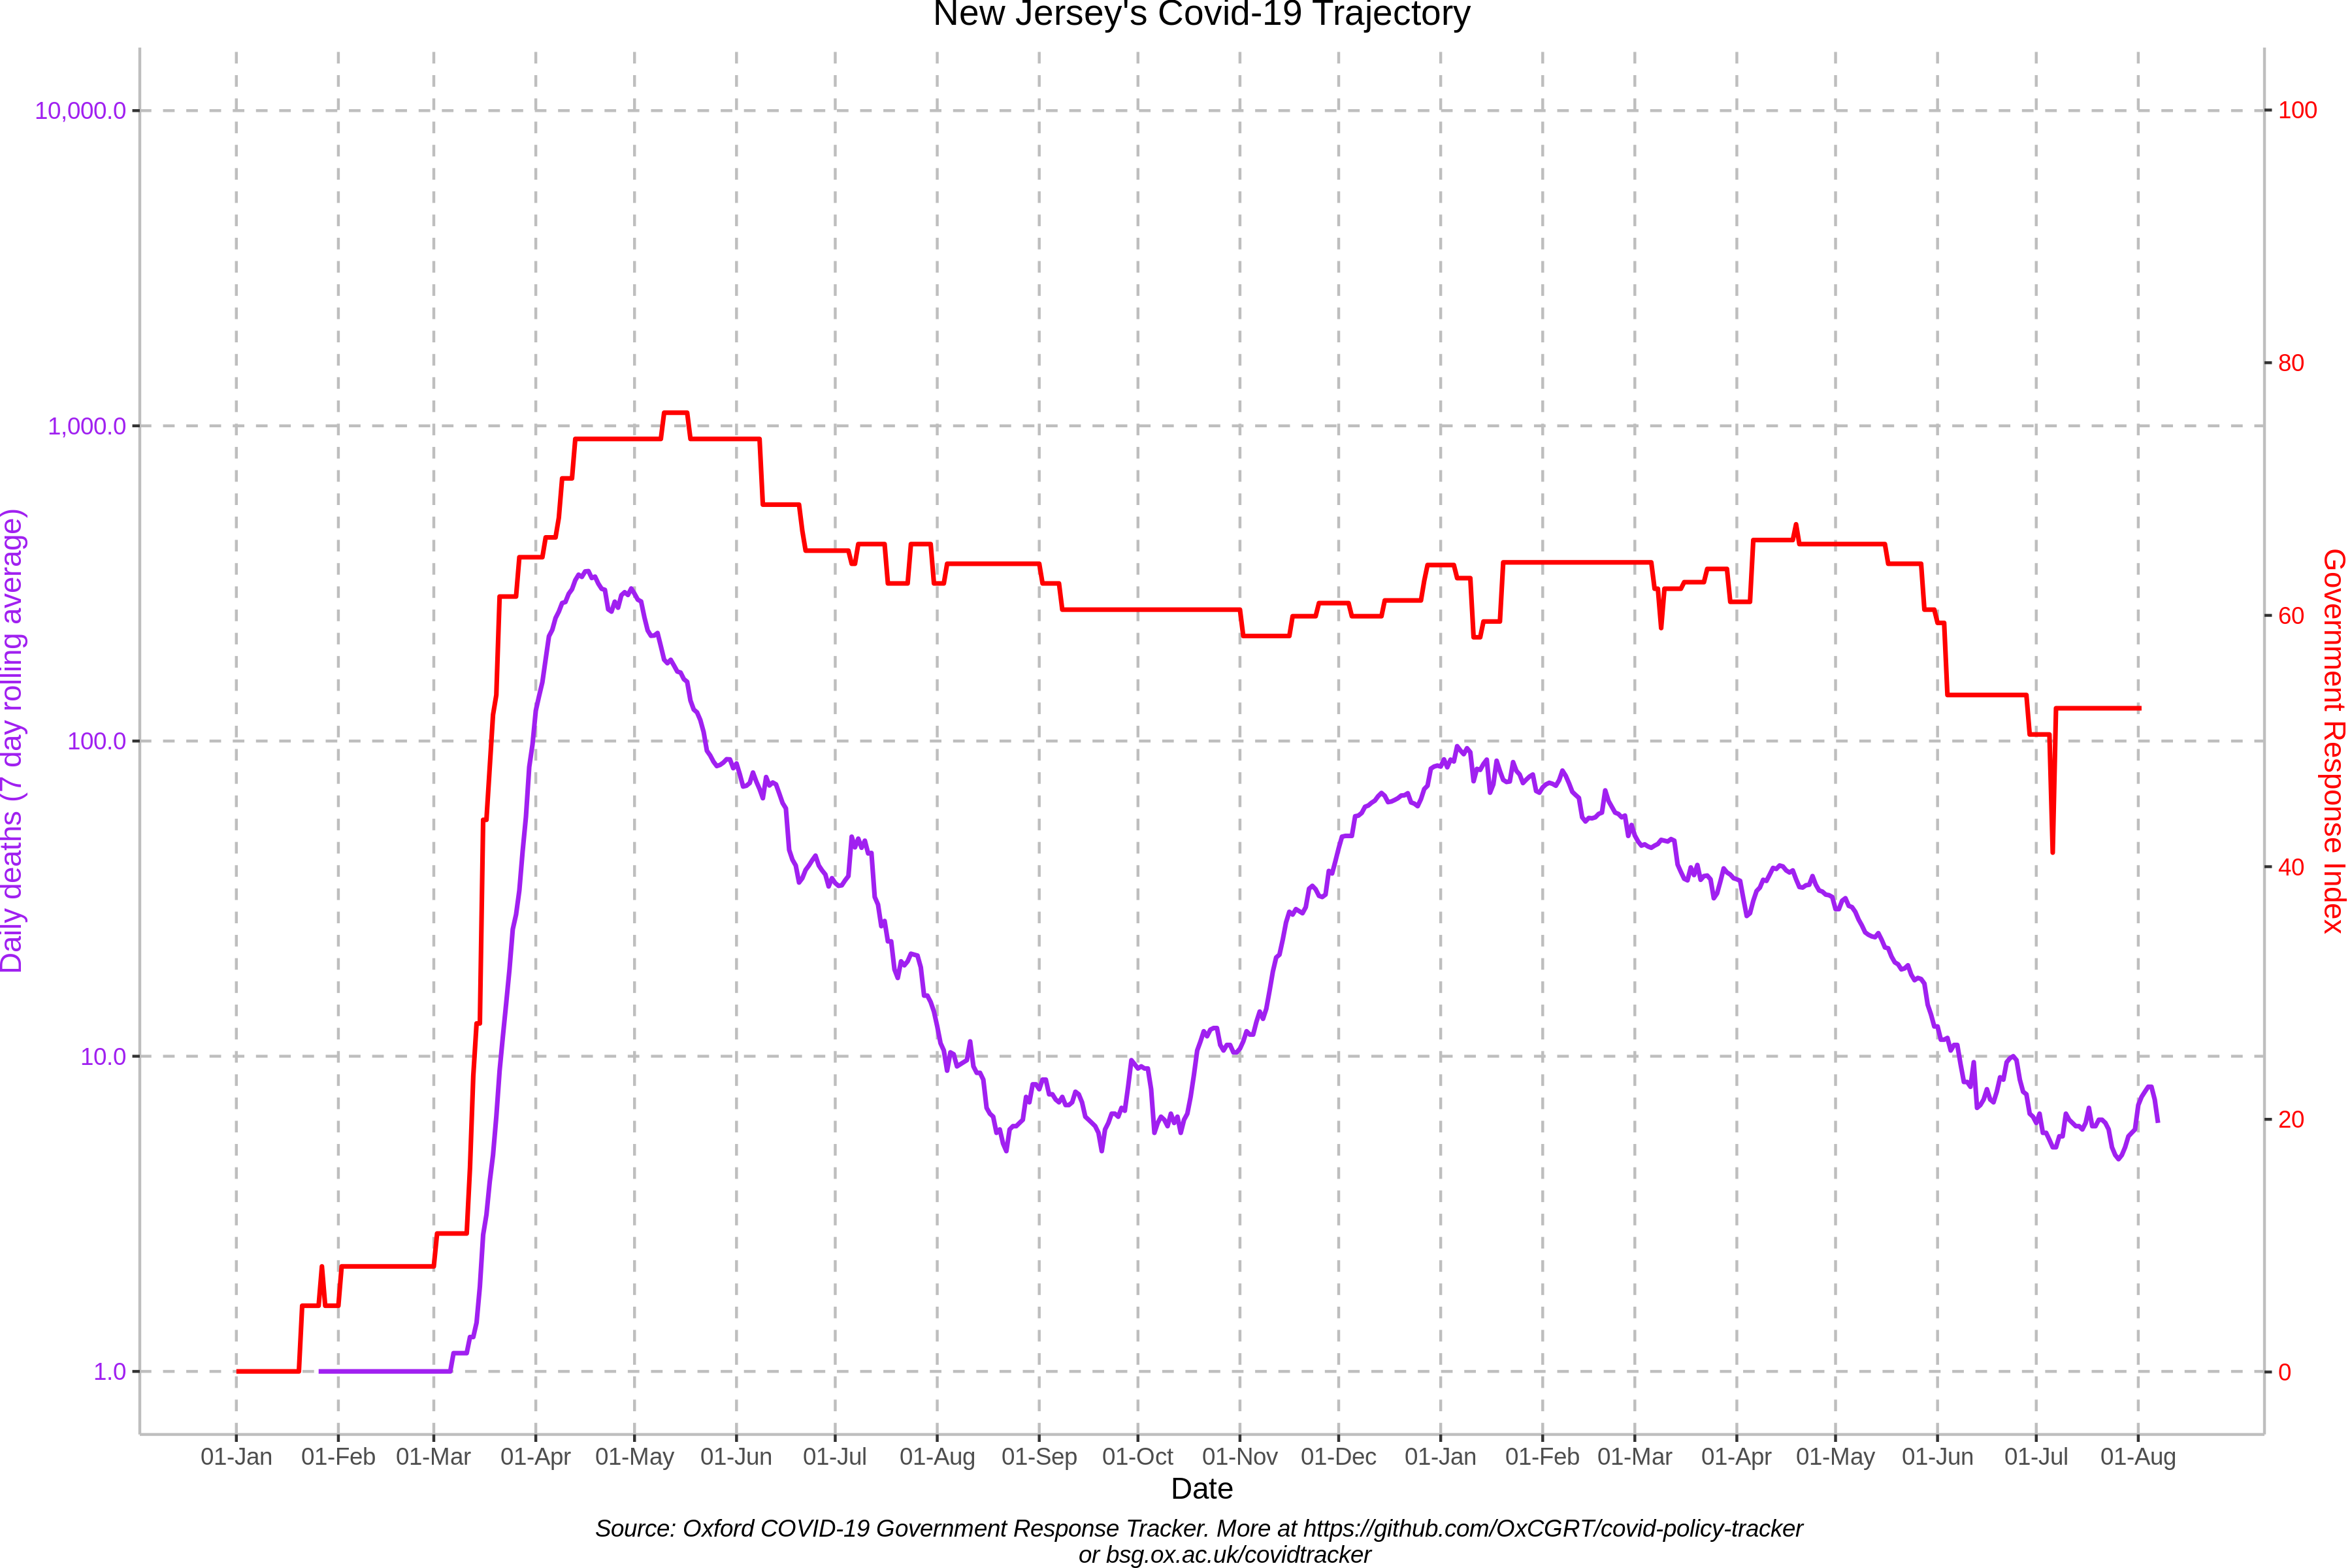 New Jersey's Covid-19 Trajectory
10,000.0
1,000.0
100.0
10.0
1.0
Daily deaths (7 day rolling average)
100
80
60
40
20
0
Government Response Index
01-Jan 01-Feb 01-Mar 01-Apr 01-May 01-Jun 01-Jul 01-Aug 01-Sep 01-Oct 01-Nov 01-Dec 01-Jan 01-Feb 01-Mar 01-Apr 01-May 01-Jun 01-Jul 01-Aug
Date
Source: Oxford COVID-19 Government Response Tracker. More at https://github.com/OxCGRT/covid-policy-tracker
or bsg.ox.ac.uk/covidtracker